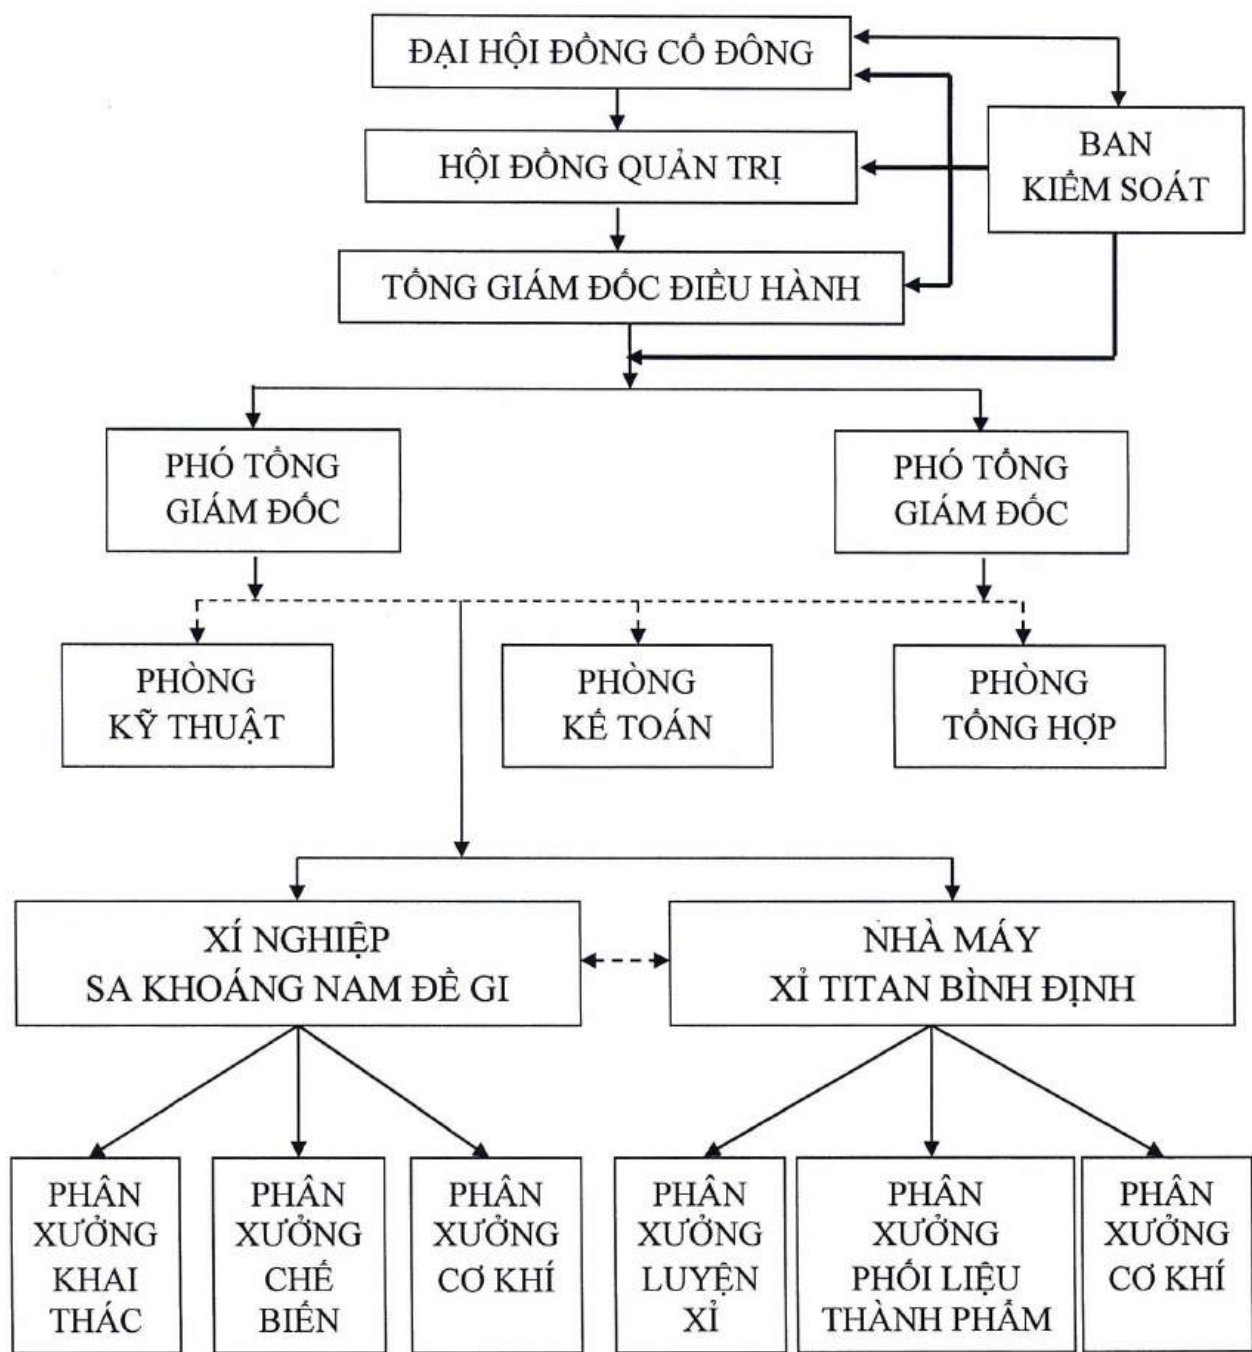 ĐẠI HỘI ĐỒNG CỔ ĐÔNG
BAN
KIỂM SOÁT
HỘI ĐỒNG QUẢN TRỊ
TỔNG GIÁM ĐỐC ĐIỀU HÀNH
PHÓ TỔNG
GIÁM ĐỐC
PHÓ TỔNG
GIÁM ĐỐC
PHÒNG
KỸ THUẬT
PHÒNG
KẾ TOÁN
PHÒNG
TỔNG HỢP
XÍ NGHIỆP
SA KHOÁNG NAM ĐỀ GI
NHÀ MÁY
XỈ TITAN BÌNH ĐỊNH
PHÂN
XƯỞNG
KHAI
THÁC
PHÂN
XƯỞNG
CHẾ
BIẾN
PHÂN
XƯỞNG
CƠ KHÍ
PHÂN
XƯỞNG
LUYỆN
XỈ
PHÂN
XƯỞNG
PHỐI LIỆU
THÀNH PHẨM
PHÂN
XƯỞNG
CƠ KHÍ